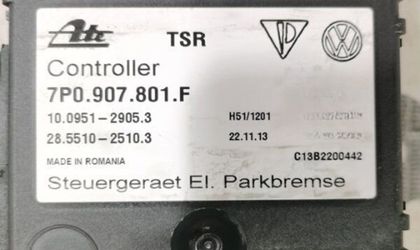 Ate TSR
Controller
7P0.907.801.F
10.0951-2905.3 H51/1201
28.5510-2510.3 22.11.13
MADE IN ROMANIA C13B2200442
Steuergeraet El. Parkbremse